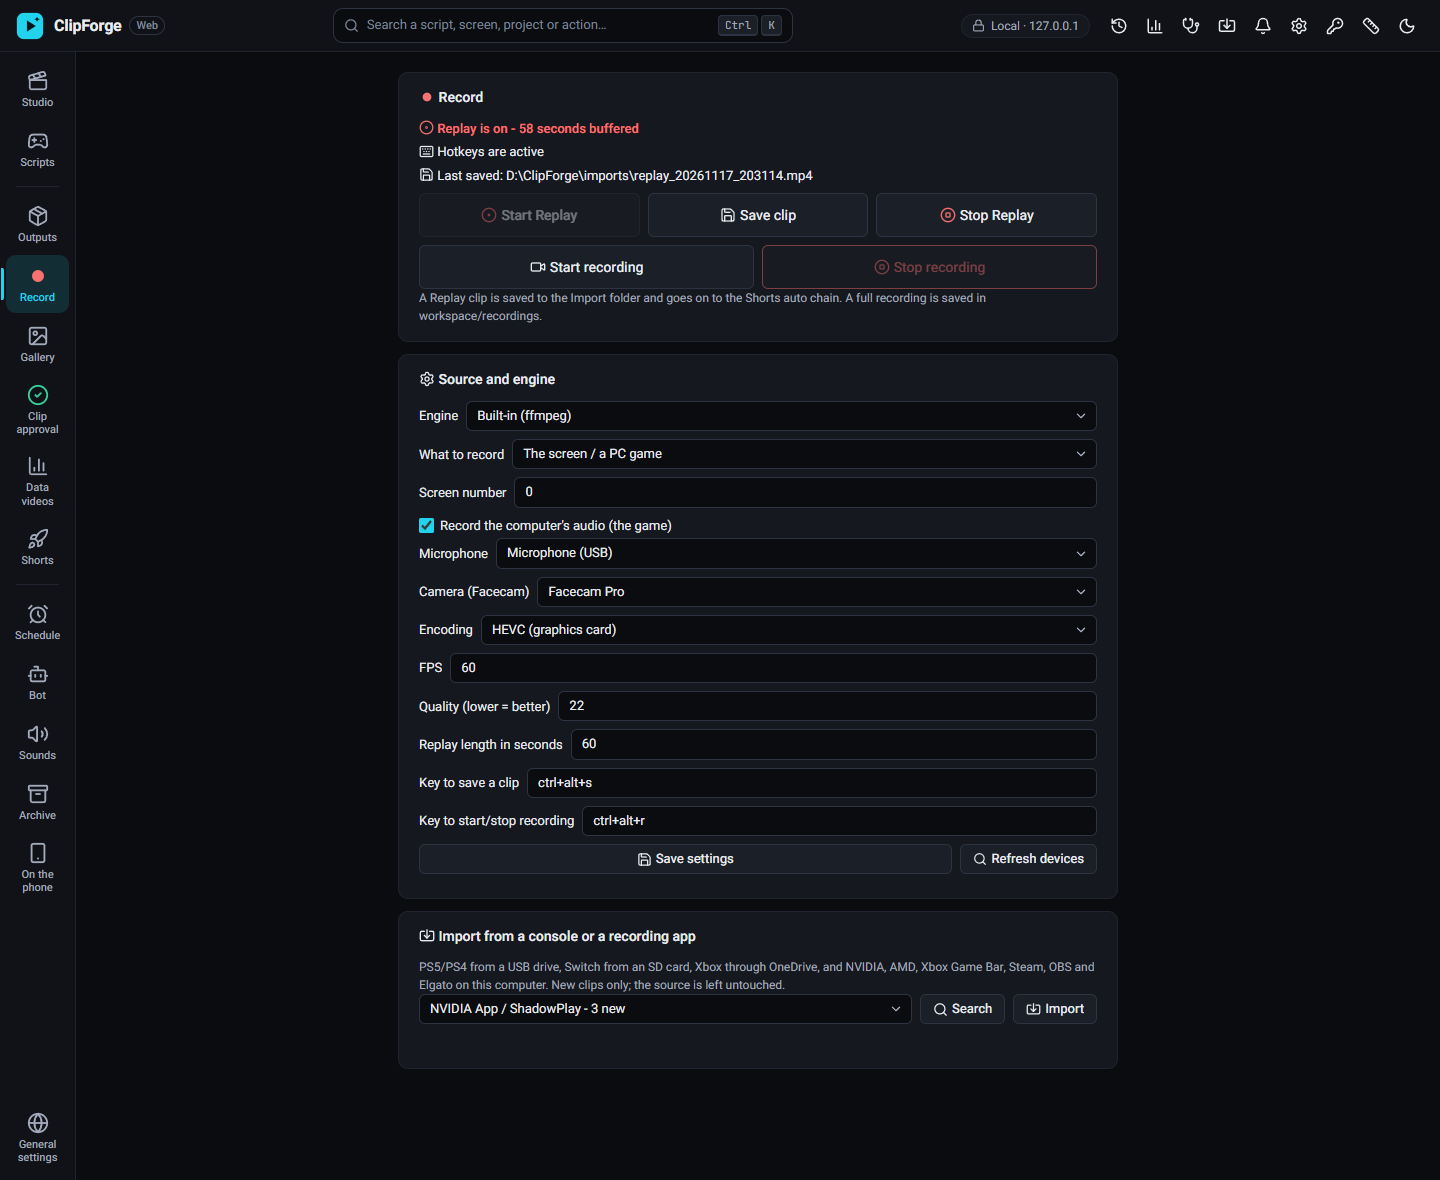 ClipForge Web
Search a script, screen, project or action... Ctrl K
Local · 127.0.0.1
Studio
Scripts
Outputs
Record
Gallery
Clip
approval
Data
videos
Shorts
Schedule
Bot
Sounds
Archive
On the
phone
General
settings
Record
Replay is on - 58 seconds buffered
Hotkeys are active
Last saved: D:\ClipForge\imports\replay_20261117_203114.mp4
Start Replay Save clip Stop Replay
Start recording Stop recording
A Replay clip is saved to the Import folder and goes on to the Shorts auto chain. A full recording is saved in
workspace/recordings.
Source and engine
Engine Built-in (ffmpeg)
What to record The screen / a PC game
Screen number 0
Record the computer's audio (the game)
Microphone Microphone (USB)
Camera (Facecam) Facecam Pro
Encoding HEVC (graphics card)
FPS 60
Quality (lower = better) 22
Replay length in seconds 60
Key to save a clip ctrl+alt+s
Key to start/stop recording ctrl+alt+r
Save settings Refresh devices
Import from a console or a recording app
PS5/PS4 from a USB drive, Switch from an SD card, Xbox through OneDrive, and NVIDIA, AMD, Xbox Game Bar, Steam, OBS and
Elgato on this computer. New clips only; the source is left untouched.
NVIDIA App / ShadowPlay - 3 new Search Import